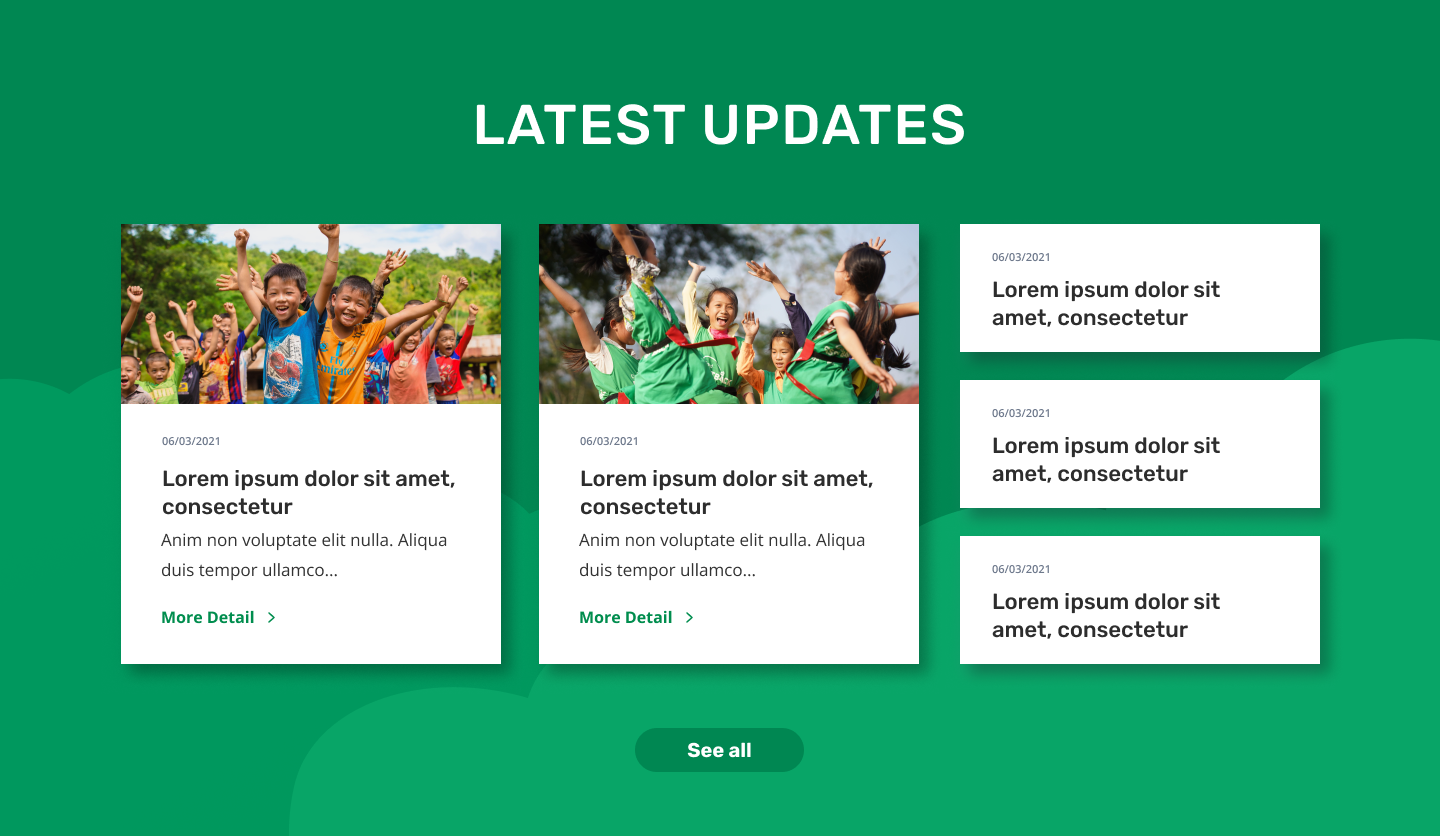 LATEST UPDATES
06/03/2021
Lorem ipsum dolor sit amet,
consectetur
Anim non voluptate elit nulla. Aliqua
duis tempor ullamco...
More Detail
06/03/2021
Lorem ipsum dolor sit amet,
consectetur
Anim non voluptate elit nulla. Aliqua
duis tempor ullamco...
More Detail
06/03/2021
Lorem ipsum dolor sit
amet, consectetur
06/03/2021
Lorem ipsum dolor sit
amet, consectetur
06/03/2021
Lorem ipsum dolor sit
amet, consectetur
See all